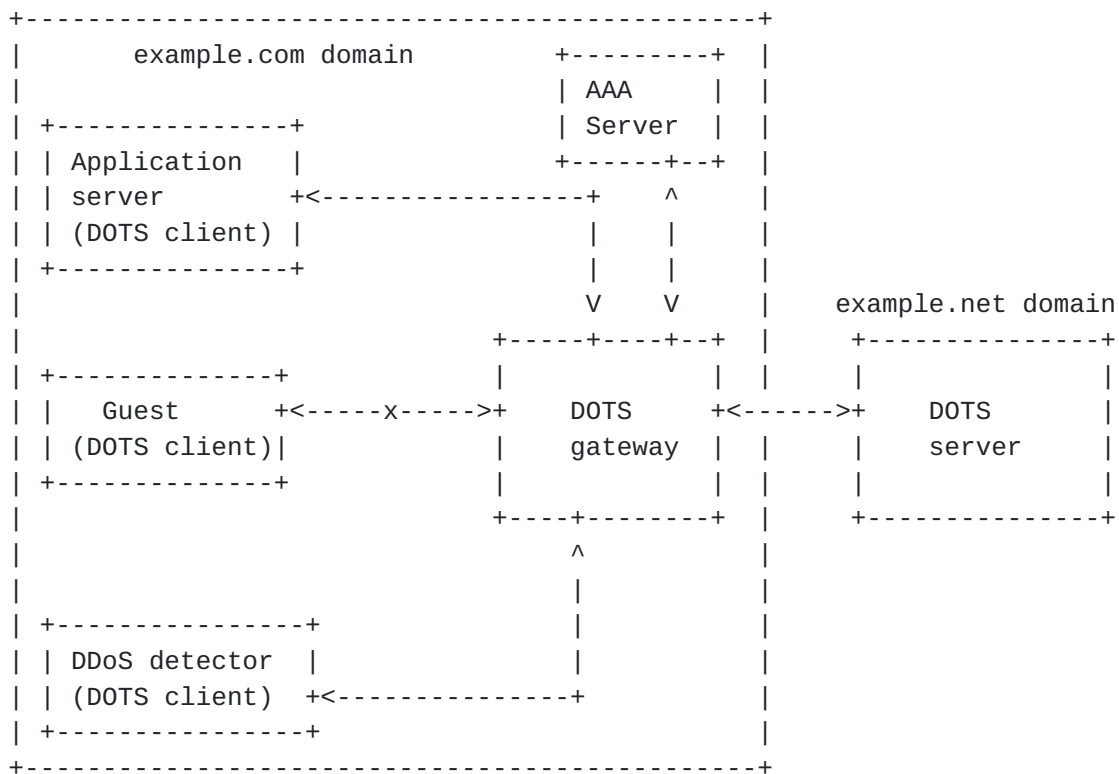 example.com domain
AAA
Server
Application
server
(DOTS client)
example.net domain
Guest
(DOTS client)
x
DOTS
gateway
DOTS
server
DDoS detector
(DOTS client)